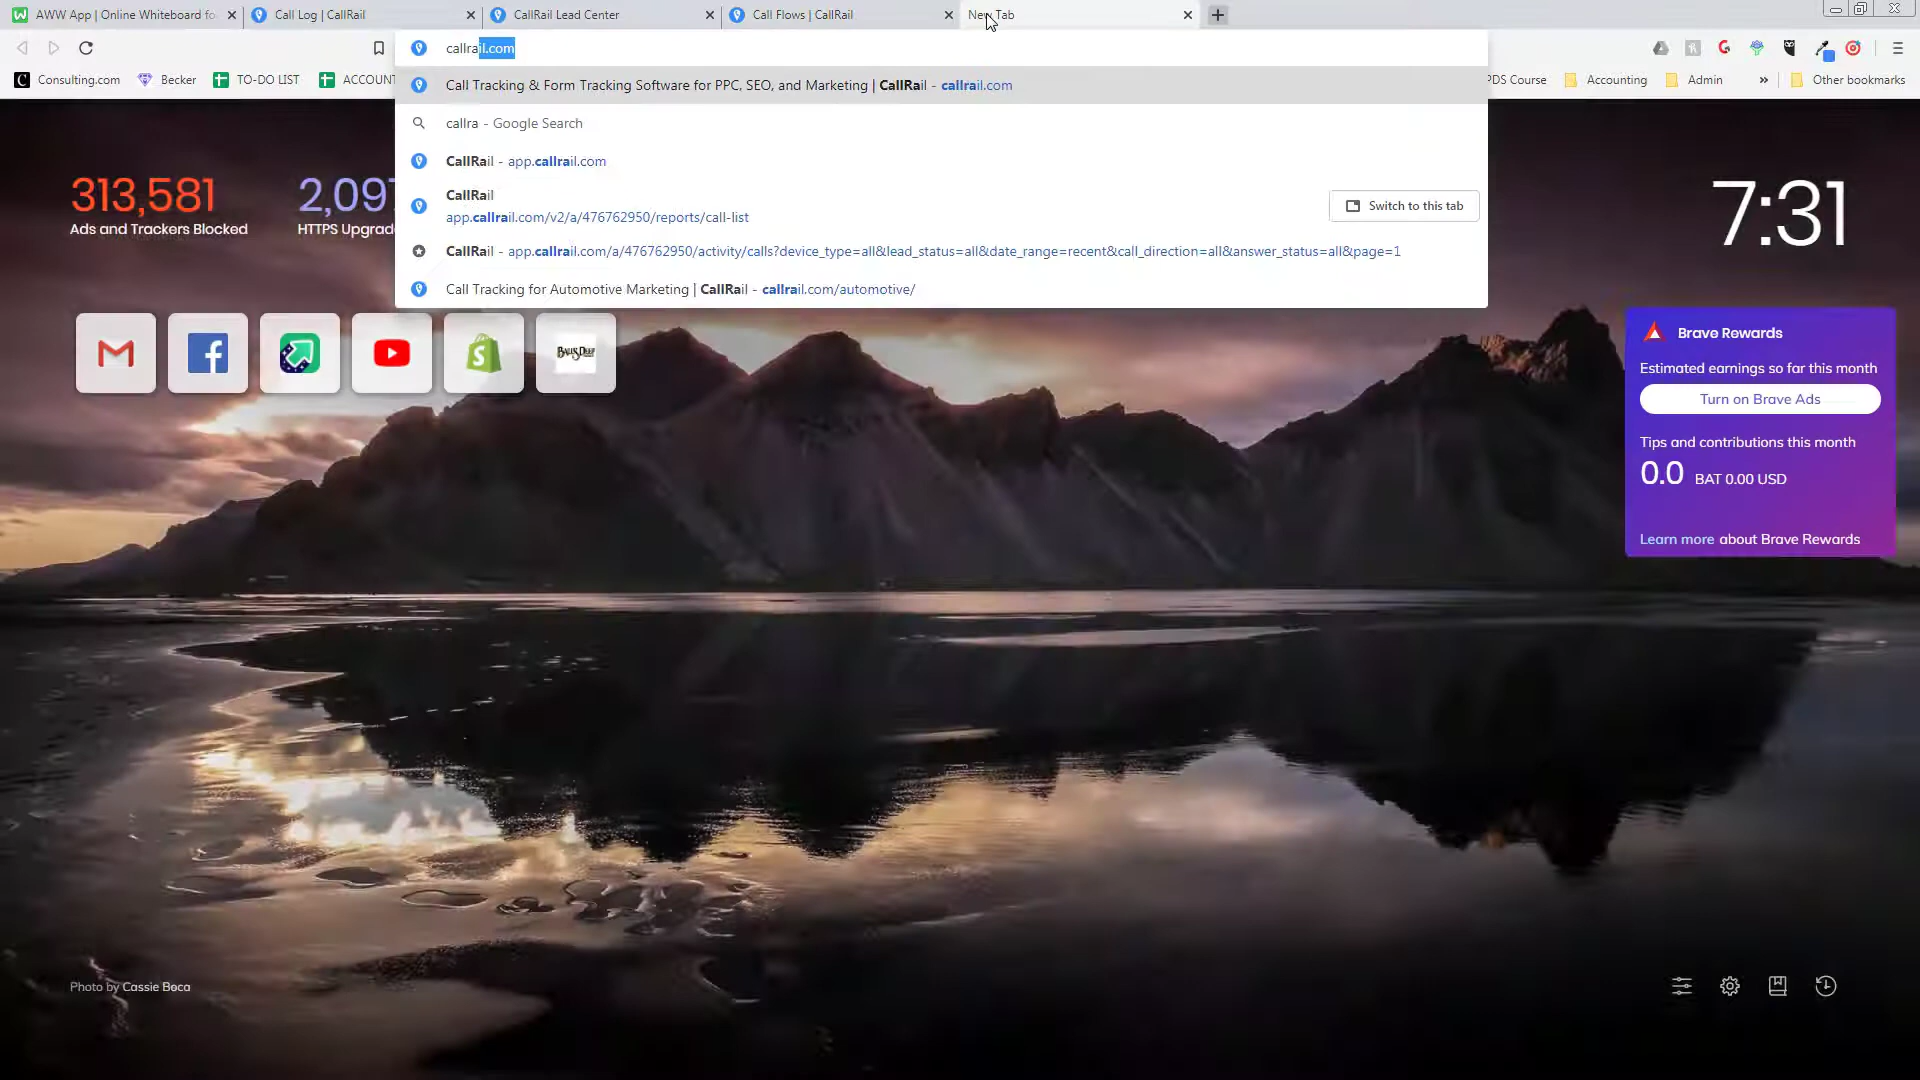 AWW App | Online Whiteboard fo
Call Log | CallRail
CallRail Lead Center
Call Flows | CallRail
New Tab
callrail.com
Consulting.com
Becker
TO-DO LIST
ACCOUNT
PDS Course
Accounting
Admin
Other bookmarks
Call Tracking & Form Tracking Software for PPC, SEO, and Marketing | CallRail - callrail.com
callra - Google Search
CallRail - app.callrail.com
CallRail
app.callrail.com/v2/a/476762950/reports/call-list
Switch to this tab
CallRail - app.callrail.com/a/476762950/activity/calls?device_type=all&lead_status=all&date_range=recent&call_direction=all&answer_status=all&page=1
Call Tracking for Automotive Marketing | CallRail - callrail.com/automotive/
313,581
Ads and Trackers Blocked
2,097
HTTPS Upgrad
7:31
BALLS DEEP
Brave Rewards
Estimated earnings so far this month
Turn on Brave Ads
Tips and contributions this month
0.0 BAT 0.00 USD
Learn more about Brave Rewards
Photo by Cassie Boca